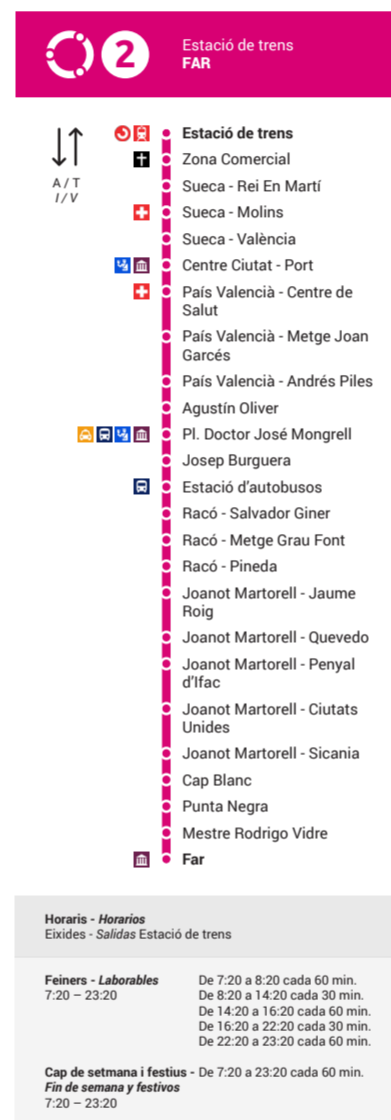 2
Estació de trens
FAR
A / T
I / V
Estació de trens
Zona Comercial
Sueca - Rei En Martí
Sueca - Molins
Sueca - València
Centre Ciutat - Port
País Valencià - Centre de
Salut
País Valencià - Metge Joan
Garcés
País Valencià - Andrés Piles
Agustín Oliver
Pl. Doctor José Mongrell
Josep Burguera
Estació d'autobusos
Racó - Salvador Giner
Racó - Metge Grau Font
Racó - Pineda
Joanot Martorell - Jaume
Roig
Joanot Martorell - Quevedo
Joanot Martorell - Penyal
d'Ifac
Joanot Martorell - Ciutats
Unides
Joanot Martorell - Sicania
Cap Blanc
Punta Negra
Mestre Rodrigo Vidre
Far
Horaris - Horarios
Eixides - Salidas Estació de trens
Feiners - Laborables
7:20 – 23:20
De 7:20 a 8:20 cada 60 min.
De 8:20 a 14:20 cada 30 min.
De 14:20 a 16:20 cada 60 min.
De 16:20 a 22:20 cada 30 min.
De 22:20 a 23:20 cada 60 min.
Cap de setmana i festius - De 7:20 a 23:20 cada 60 min.
Fin de semana y festivos
7:20 – 23:20